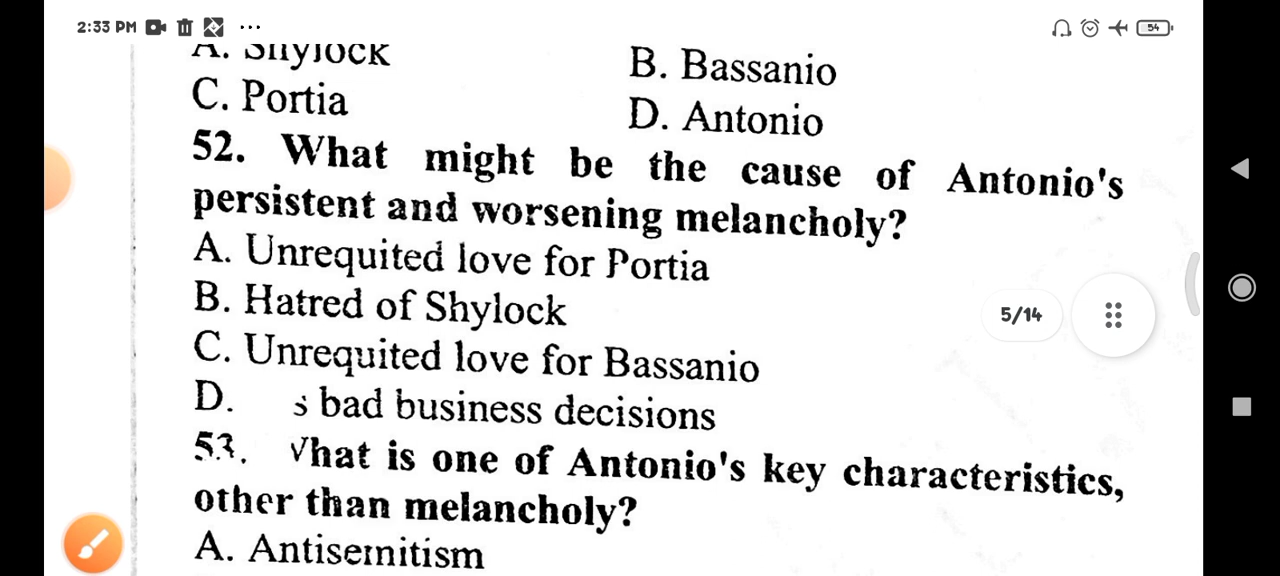 2:33 PM ...
54
A. Shylock
B. Bassanio
C. Portia
D. Antonio
52. What might be the cause of Antonio's
persistent and worsening melancholy?
A. Unrequited love for Portia
B. Hatred of Shylock
C. Unrequited love for Bassanio
5/14
D. s bad business decisions
53. What is one of Antonio's key characteristics,
other than melancholy?
A. Antisemitism